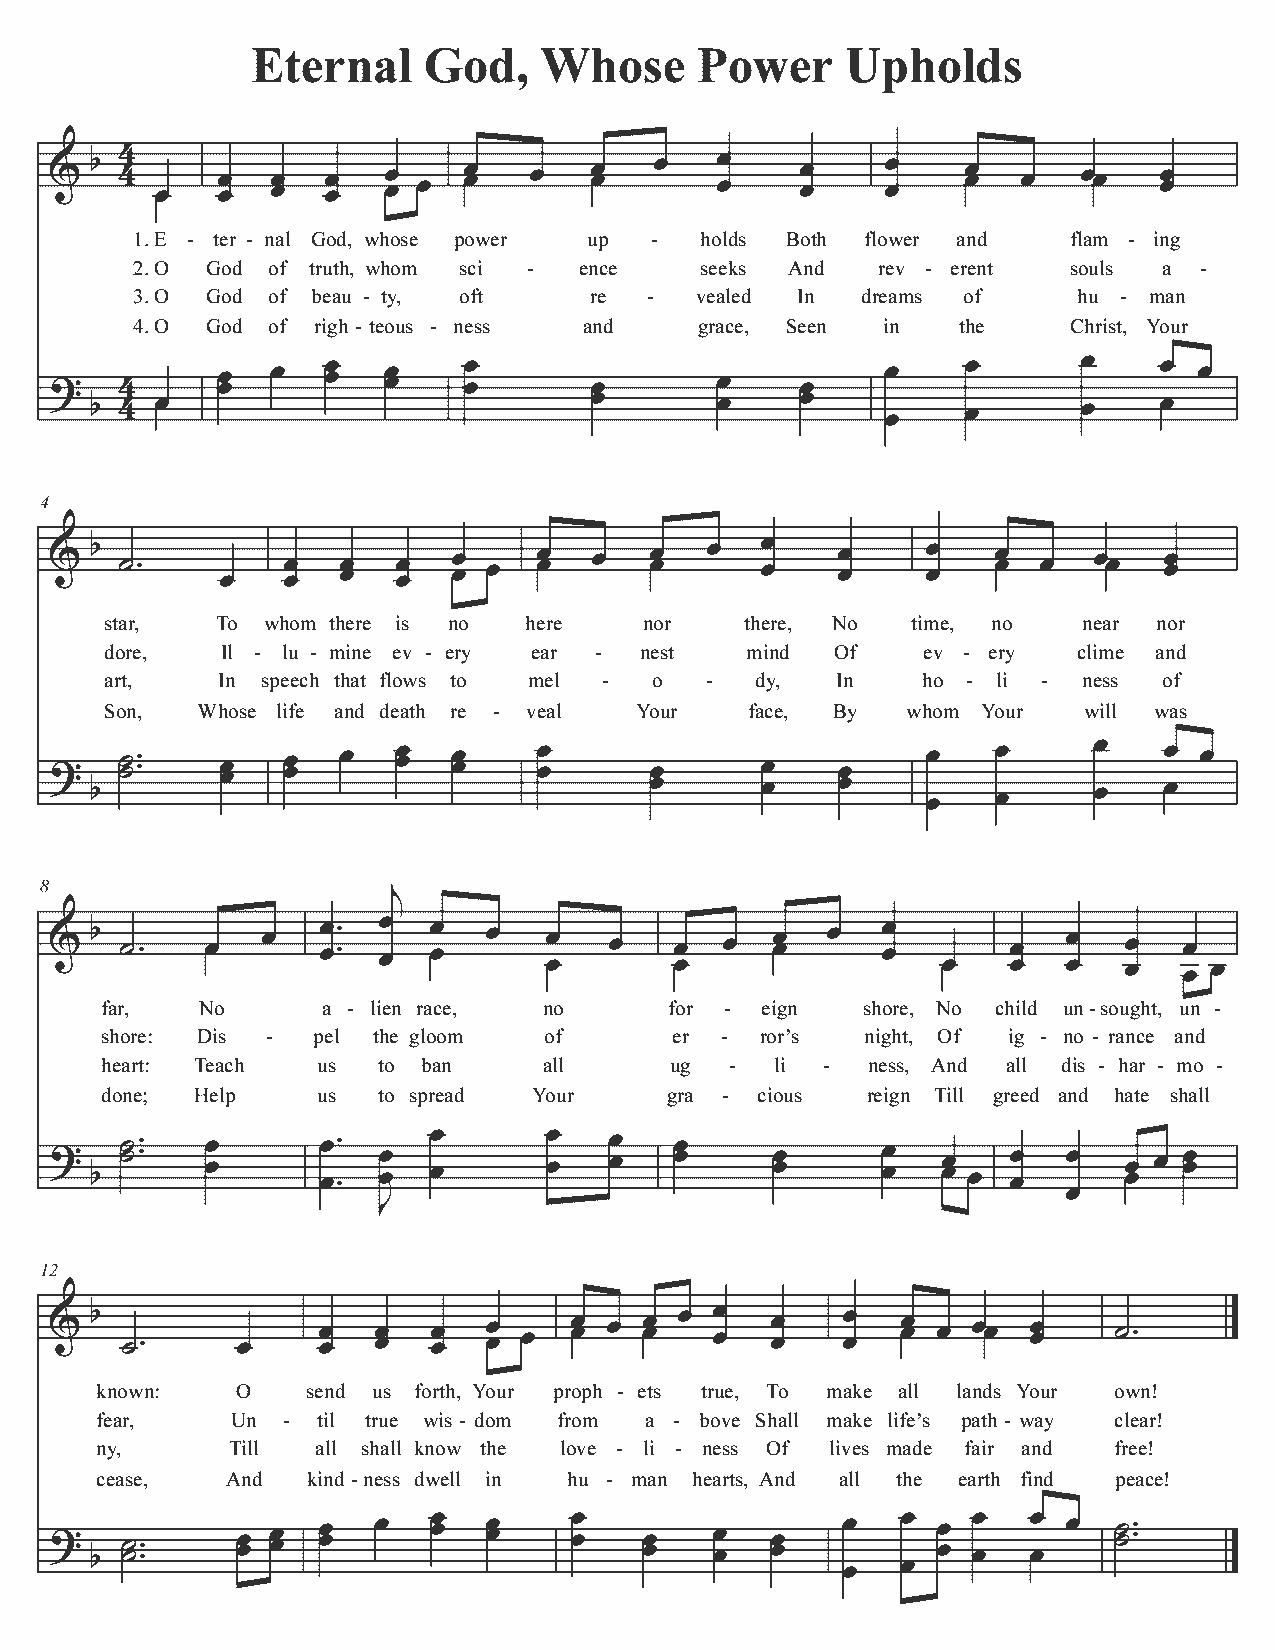 Eternal God, Whose Power Upholds
1. E - ter - nal God, whose power up - holds Both flower and flam - ing
2. O God of truth, whom sci - ence seeks And rev - erent souls a -
3. O God of beau - ty, oft re - vealed In dreams of hu - man
4. O God of righ - teous - ness and grace, Seen in the Christ, Your
4
star, To whom there is no here nor there, No time, no near nor
dore, Il - lu - mine ev - ery ear - nest mind Of ev - ery clime and
art, In speech that flows to mel - o - dy, In ho - li - ness of
Son, Whose life and death re - veal Your face, By whom Your will was
8
far, No a - lien race, no for - eign shore, No child un - sought, un -
shore: Dis - pel the gloom of er - ror's night, Of ig - no - rance and
heart: Teach us to ban all ug - li - ness, And all dis - har - mo -
done; Help us to spread Your gra - cious reign Till greed and hate shall
12
known: O send us forth, Your proph - ets true, To make all lands Your own!
fear, Un - til true wis - dom from a - bove Shall make life's path - way clear!
ny, Till all shall know the love - li - ness Of lives made fair and free!
cease, And kind - ness dwell in hu - man hearts, And all the earth find peace!